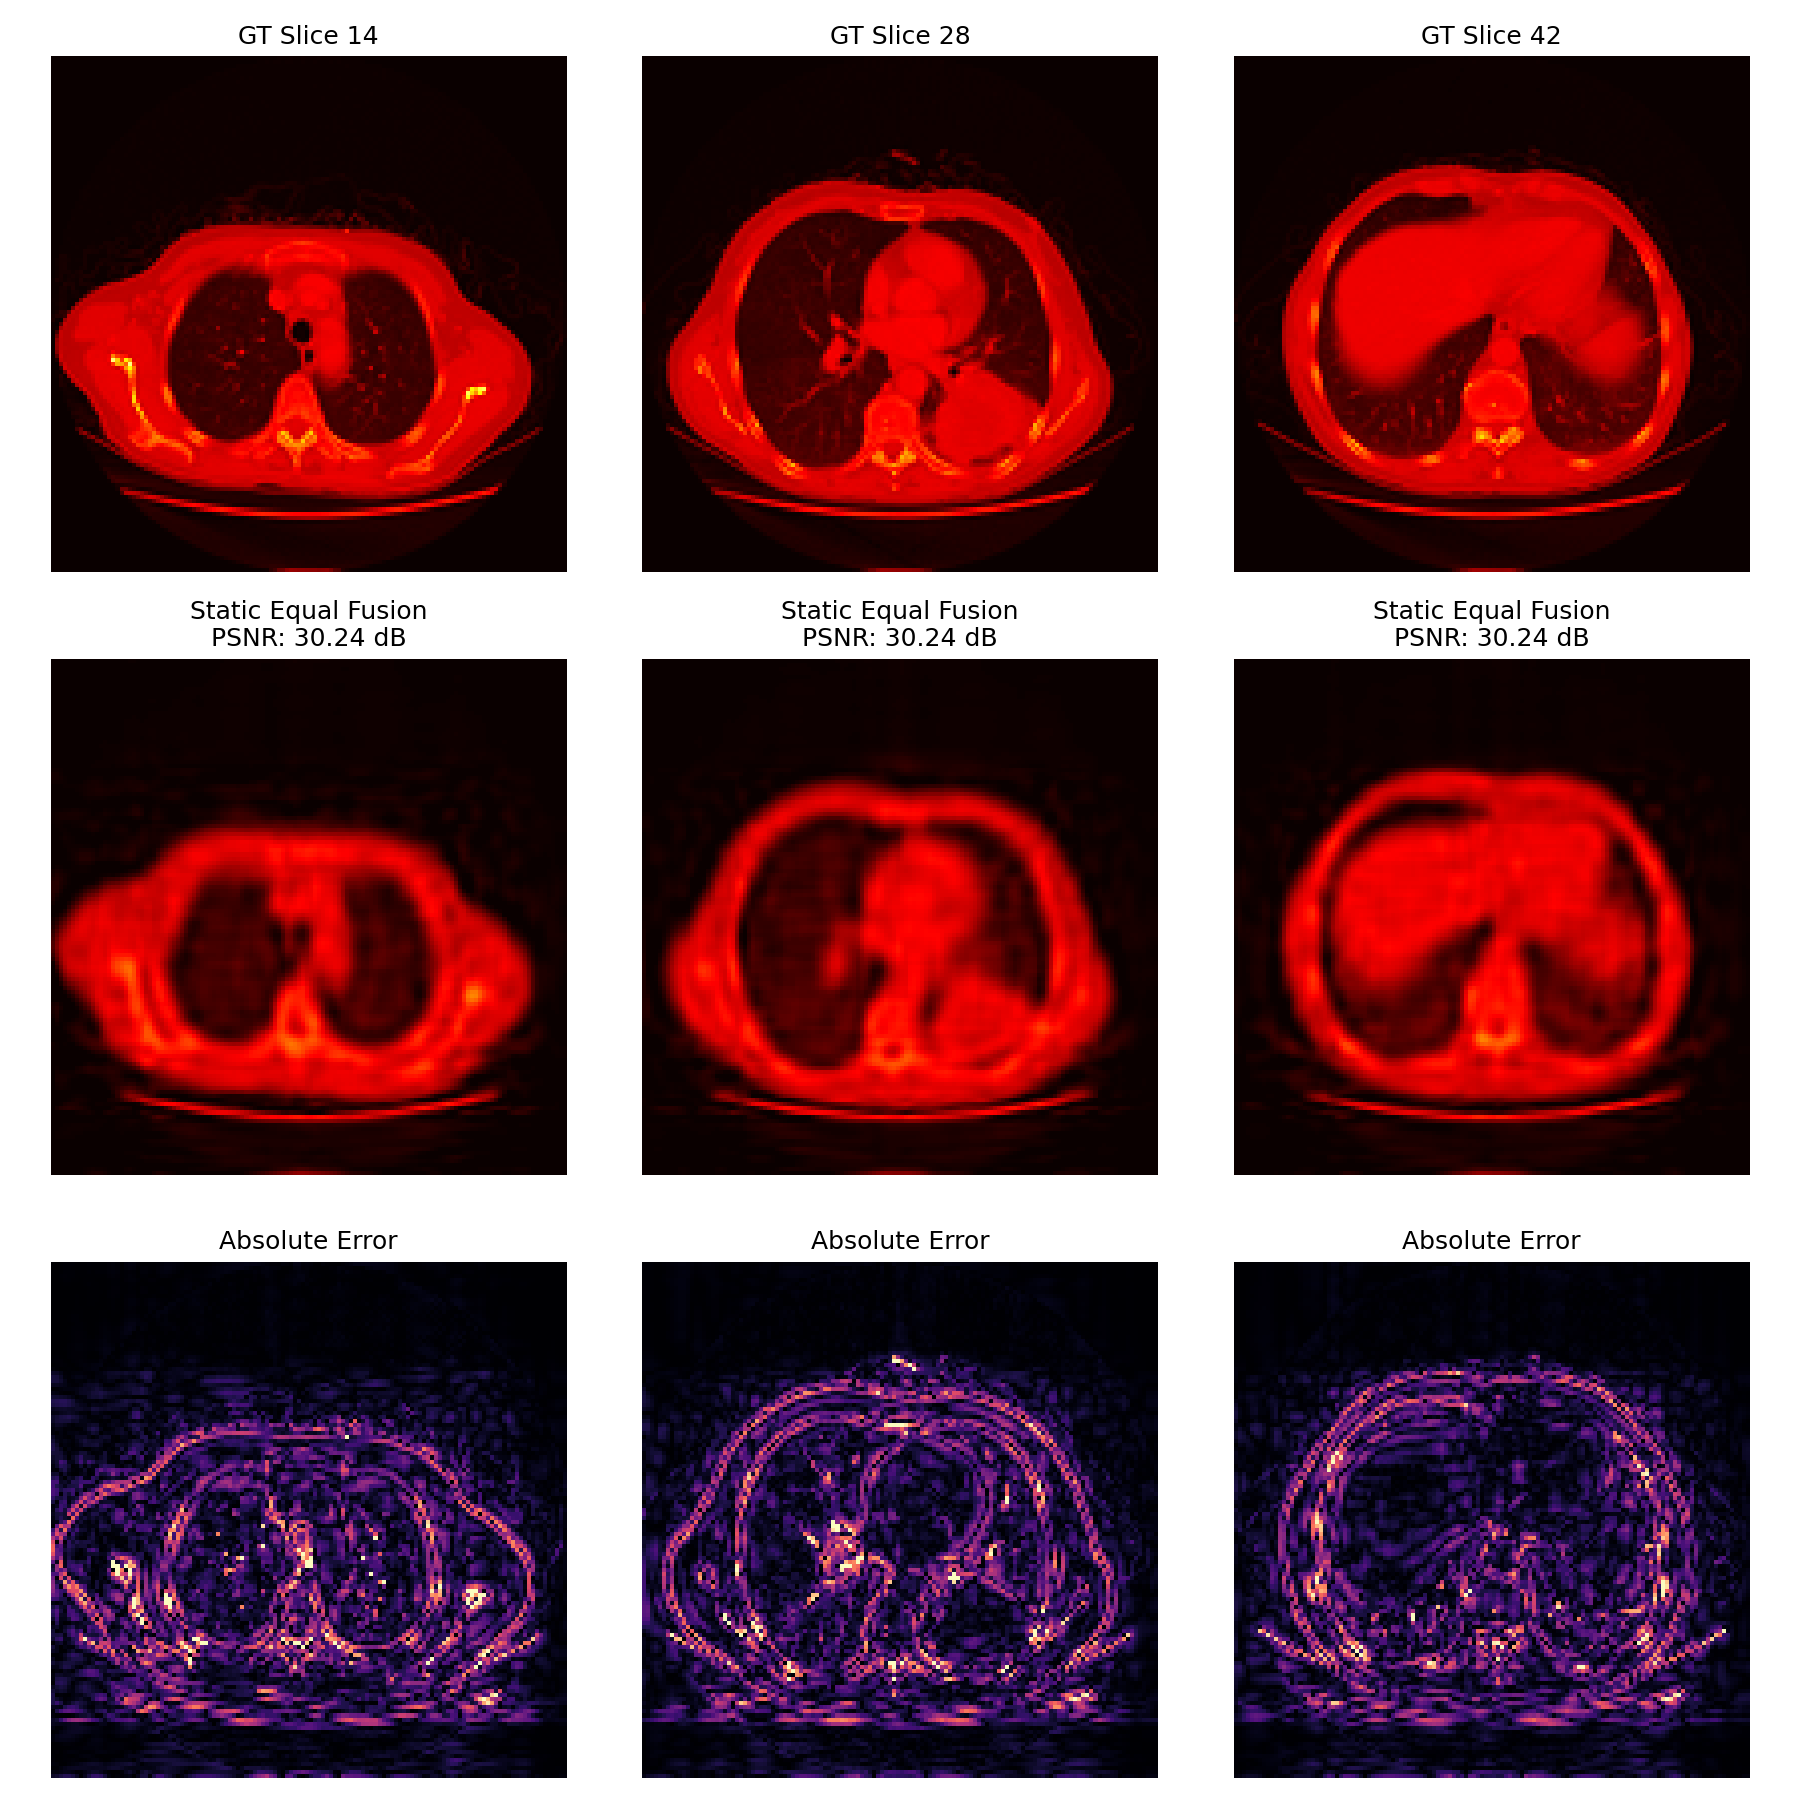 GT Slice 14
GT Slice 28
GT Slice 42
Static Equal Fusion
PSNR: 30.24 dB
Static Equal Fusion
PSNR: 30.24 dB
Static Equal Fusion
PSNR: 30.24 dB
Absolute Error
Absolute Error
Absolute Error